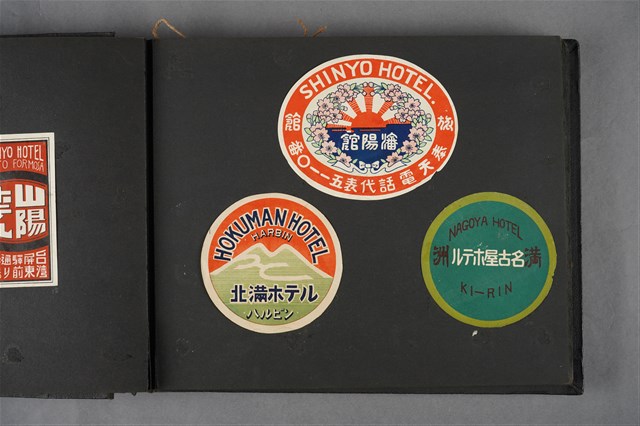 NYO HOTEL
TO FORMOSA
山陽
SHINYO HOTEL.
旅館
瀋陽館
奉天電話代表五一一〇番
HOKUMAN HOTEL
HARBIN
北満ホテル
ハルビン
NAGOYA HOTEL
満洲
名古屋ホテル
KI-RIN